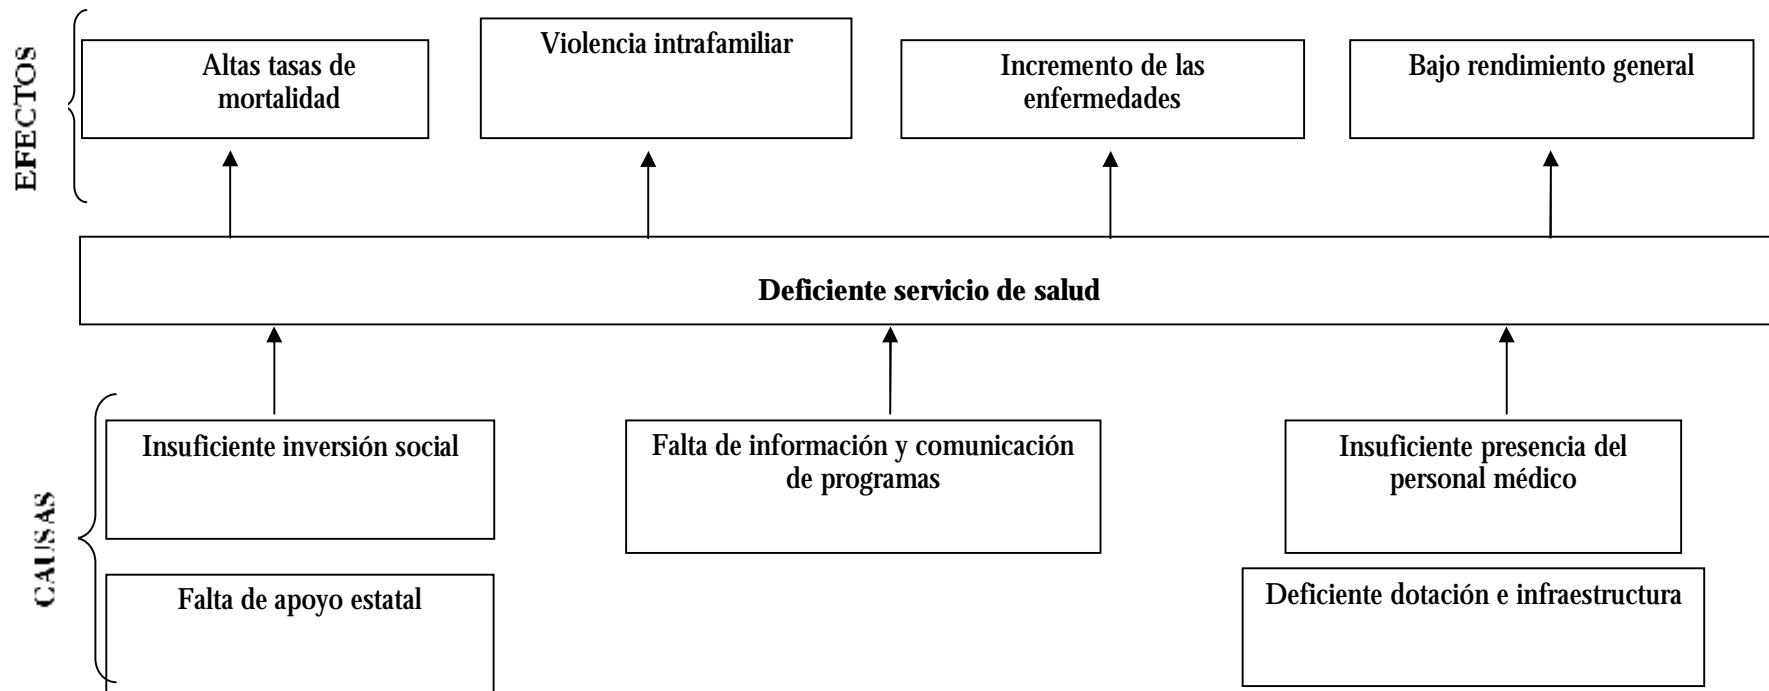 EFECTOS
Altas tasas de
mortalidad
Violencia intrafamiliar
Incremento de las
enfermedades
Bajo rendimiento general
Deficiente servicio de salud
CAUSAS
Insuficiente inversión social
Falta de información y comunicación
de programas
Insuficiente presencia del
personal médico
Falta de apoyo estatal
Deficiente dotación e infraestructura